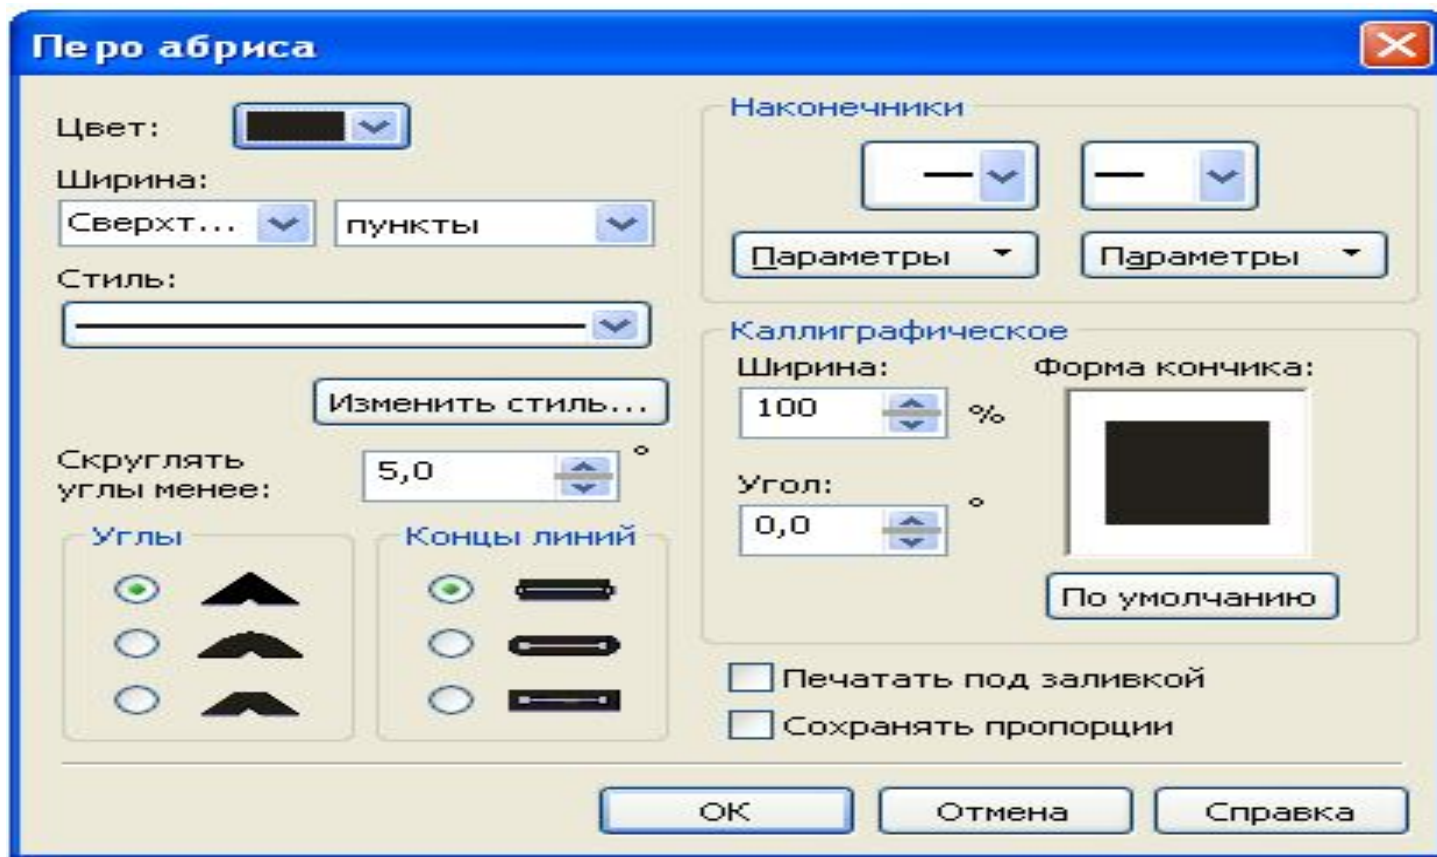 Перо абриса
Цвет:
Ширина:
Сверхт...
пункты
Стиль:
Изменить стиль...
Скруглять
углы менее:
5,0
°
Углы
Концы линий
Наконечники
Параметры
Параметры
Каллиграфическое
Ширина:
100
%
Угол:
0,0
°
Форма кончика:
По умолчанию
Печатать под заливкой
Сохранять пропорции
ОК
Отмена
Справка